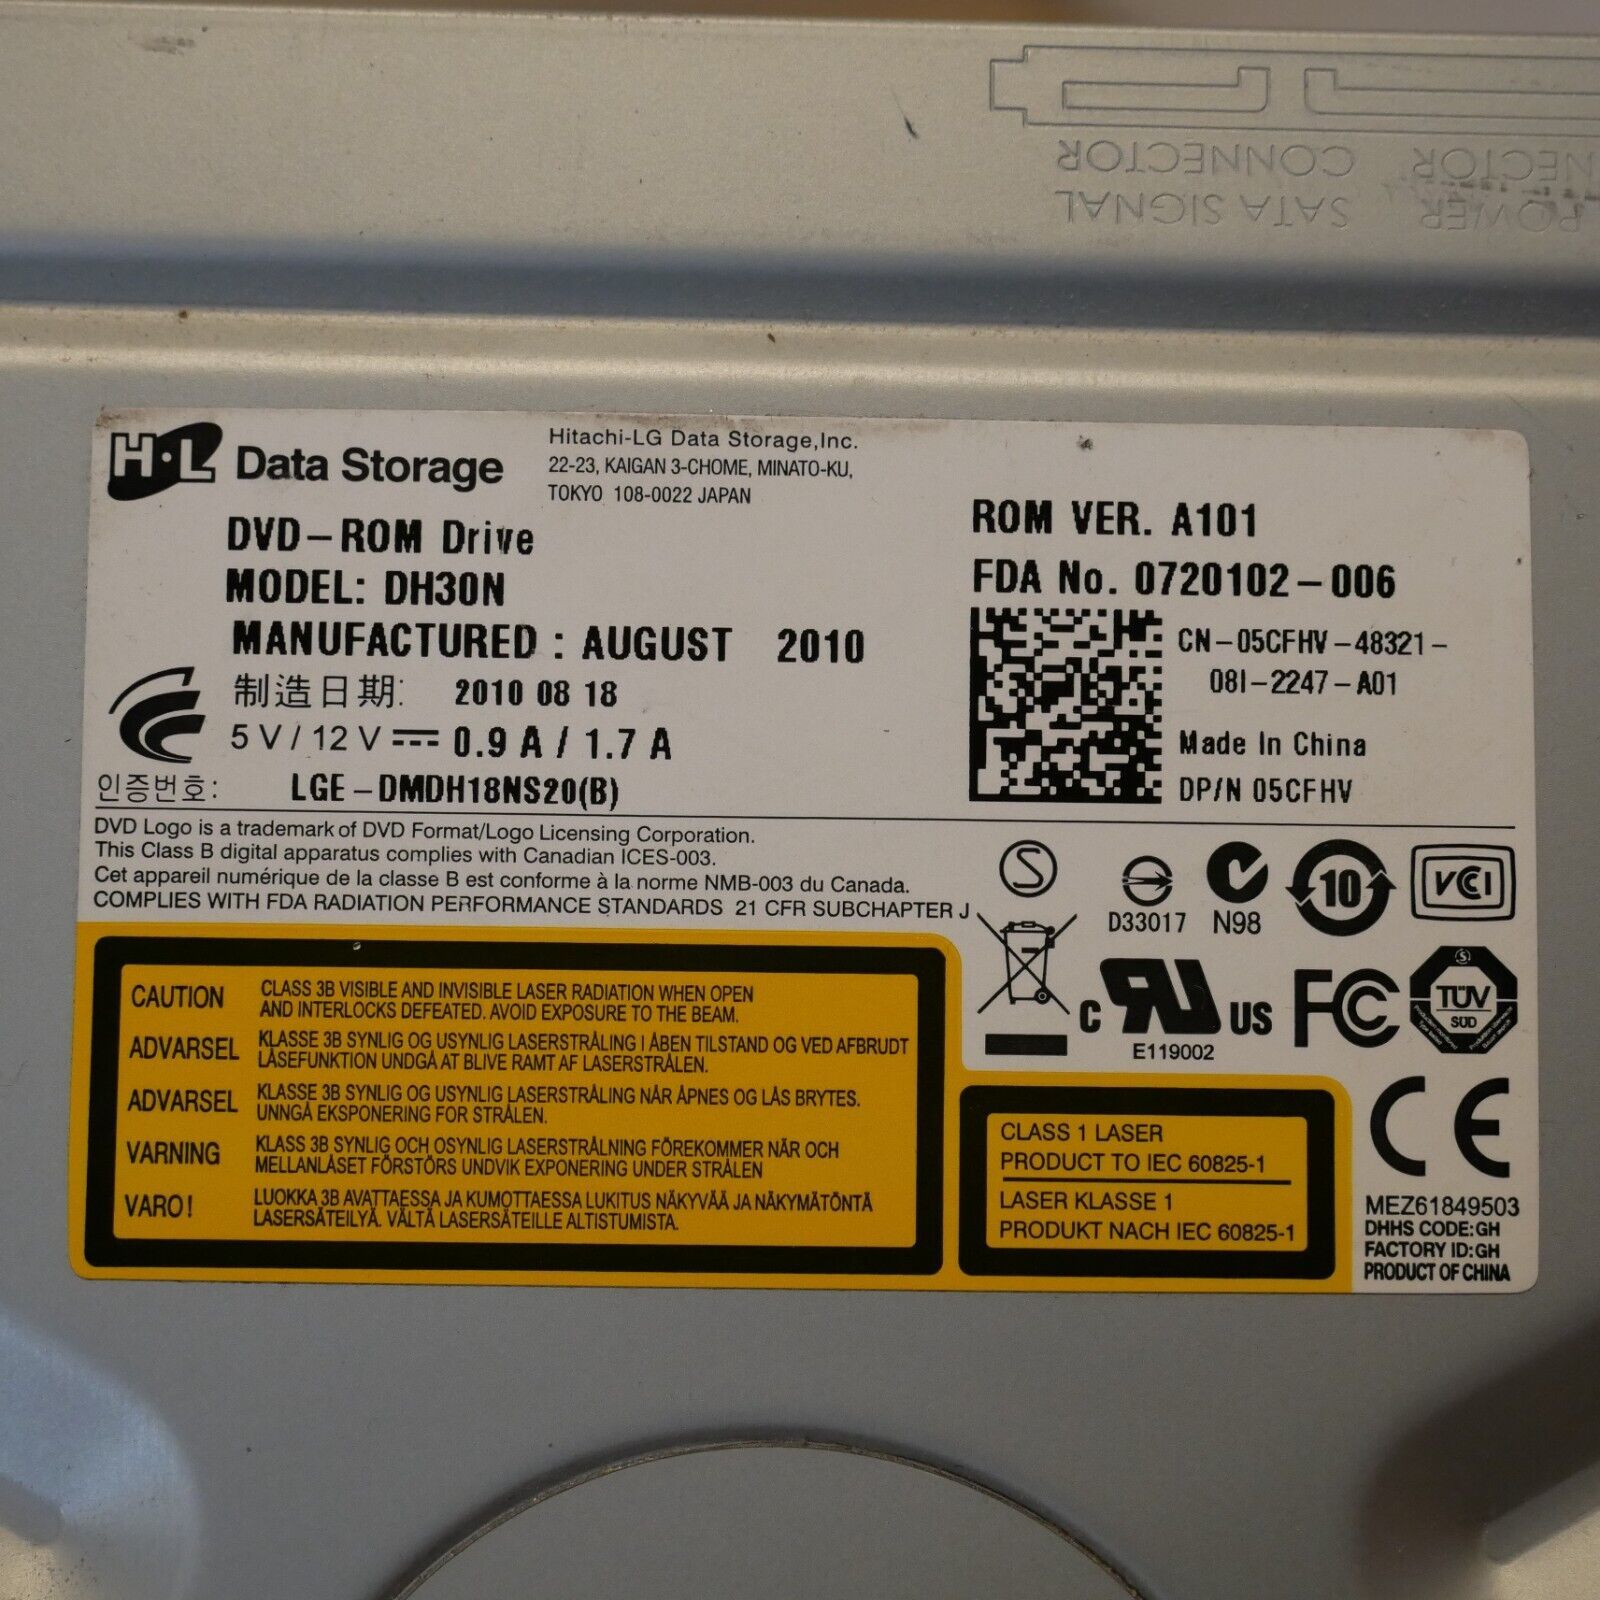 SATA SIGNAL
CONNECTOR
POWER
H·L Data Storage
Hitachi-LG Data Storage,Inc.
22-23, KAIGAN 3-CHOME, MINATO-KU,
TOKYO 108-0022 JAPAN
DVD-ROM Drive
MODEL: DH30N
MANUFACTURED : AUGUST 2010
制造日期: 2010 08 18
5 V / 12 V 0.9 A / 1.7 A
인증번호: LGE-DMDH18NS20(B)
ROM VER. A101
FDA No. 0720102-006
CN-05CFHV-48321-
08I-2247-A01
Made In China
DP/N 05CFHV
DVD Logo is a trademark of DVD Format/Logo Licensing Corporation.
This Class B digital apparatus complies with Canadian ICES-003.
Cet appareil numérique de la classe B est conforme à la norme NMB-003 du Canada.
COMPLIES WITH FDA RADIATION PERFORMANCE STANDARDS 21 CFR SUBCHAPTER J
S
D33017
N98
10
VCCI
C RU US
E119002
FC
TÜV
SÜD
CE
CAUTION CLASS 3B VISIBLE AND INVISIBLE LASER RADIATION WHEN OPEN
AND INTERLOCKS DEFEATED. AVOID EXPOSURE TO THE BEAM.
ADVARSEL KLASSE 3B SYNLIG OG USYNLIG LASERSTRÅLING I ÅBEN TILSTAND OG VED AFBRUDT
LÅSEFUNKTION UNDGÅ AT BLIVE RAMT AF LASERSTRÅLEN.
ADVARSEL KLASSE 3B SYNLIG OG USYNLIG LASERSTRÅLING NÅR ÅPNES OG LÅS BRYTES.
UNNGÅ EKSPONERING FOR STRÅLEN.
VARNING KLASS 3B SYNLIG OCH OSYNLIG LASERSTRÅLNING FÖREKOMMER NÄR OCH
MELLANLÅSET FÖRSTÖRS UNDVIK EXPONERING UNDER STRÅLEN
VARO! LUOKKA 3B AVATTAESSA JA KUMOTTAESSA LUKITUS NÄKYVÄÄ JA NÄKYMÄTÖNTÄ
LASERSÄTEILYÄ. VÄLTÄ LASERSÄTEILLE ALTISTUMISTA.
CLASS 1 LASER
PRODUCT TO IEC 60825-1
LASER KLASSE 1
PRODUKT NACH IEC 60825-1
MEZ61849503
DHHS CODE:GH
FACTORY ID:GH
PRODUCT OF CHINA